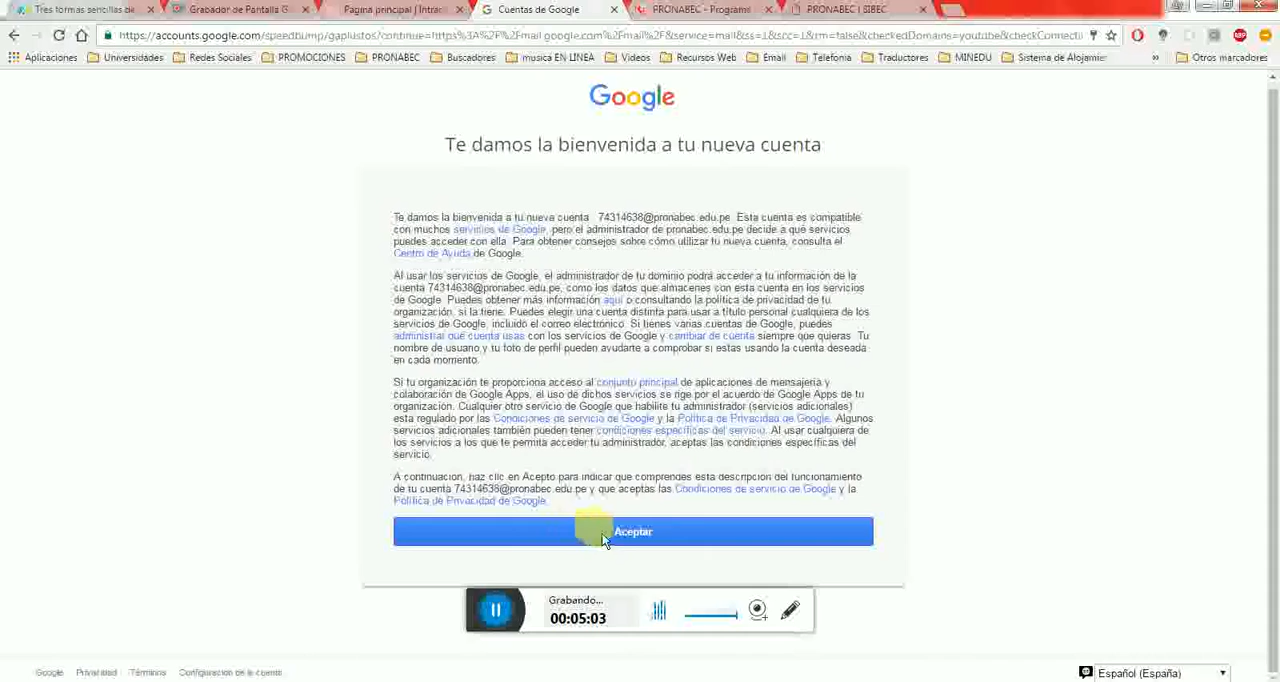 Tres formas sencillas de
Grabador de Pantalla G
Pagina principal | Intrac
Cuentas de Google
PRONABEC - Programa
PRONABEC | SIBEC
https://accounts.google.com/speedbump/gaplustos?continue=https%3A%2F%2Fmail.google.com%2Fmail%2F&service=mail&ss=1&scc=1&rm=false&checkedDomains=youtube&checkConnecti
Aplicaciones
Universidades
Redes Sociales
PROMOCIONES
PRONABEC
Buscadores
musica EN LINEA
Videos
Recursos Web
Email
Telefonia
Traductores
MINEDU
Sistema de Alojamier
»
Otros marcadores
Google
Te damos la bienvenida a tu nueva cuenta
Te damos la bienvenida a tu nueva cuenta 74314638@pronabec.edu.pe. Esta cuenta es compatible
con muchos servicios de Google, pero el administrador de pronabec.edu.pe decide a qué servicios
puedes acceder con ella. Para obtener consejos sobre cómo utilizar tu nueva cuenta, consulta el
Centro de Ayuda de Google.
Al usar los servicios de Google, el administrador de tu dominio podrá acceder a tu información de la
cuenta 74314638@pronabec.edu.pe, como los datos que almacenes con esta cuenta en los servicios
de Google. Puedes obtener más información aquí o consultando la política de privacidad de tu
organización, si la tiene. Puedes elegir una cuenta distinta para usar a título personal cualquiera de los
servicios de Google, incluido el correo electrónico. Si tienes varias cuentas de Google, puedes
administrar qué cuenta usas con los servicios de Google y cambiar de cuenta siempre que quieras. Tu
nombre de usuario y tu foto de perfil pueden ayudarte a comprobar si estás usando la cuenta deseada
en cada momento.
Si tu organización te proporciona acceso al conjunto principal de aplicaciones de mensajería y
colaboración de Google Apps, el uso de dichos servicios se rige por el acuerdo de Google Apps de tu
organización. Cualquier otro servicio de Google que habilite tu administrador (servicios adicionales)
está regulado por las Condiciones de servicio de Google y la Política de Privacidad de Google. Algunos
servicios adicionales también pueden tener condiciones específicas del servicio. Al usar cualquiera de
los servicios a los que te permita acceder tu administrador, aceptas las condiciones específicas del
servicio.
A continuación, haz clic en Acepto para indicar que comprendes esta descripción del funcionamiento
de tu cuenta 74314638@pronabec.edu.pe y que aceptas las Condiciones de servicio de Google y la
Política de Privacidad de Google.
Aceptar
Grabando...
00:05:03
Google
Privacidad
Términos
Configuración de la cuenta
Español (España)